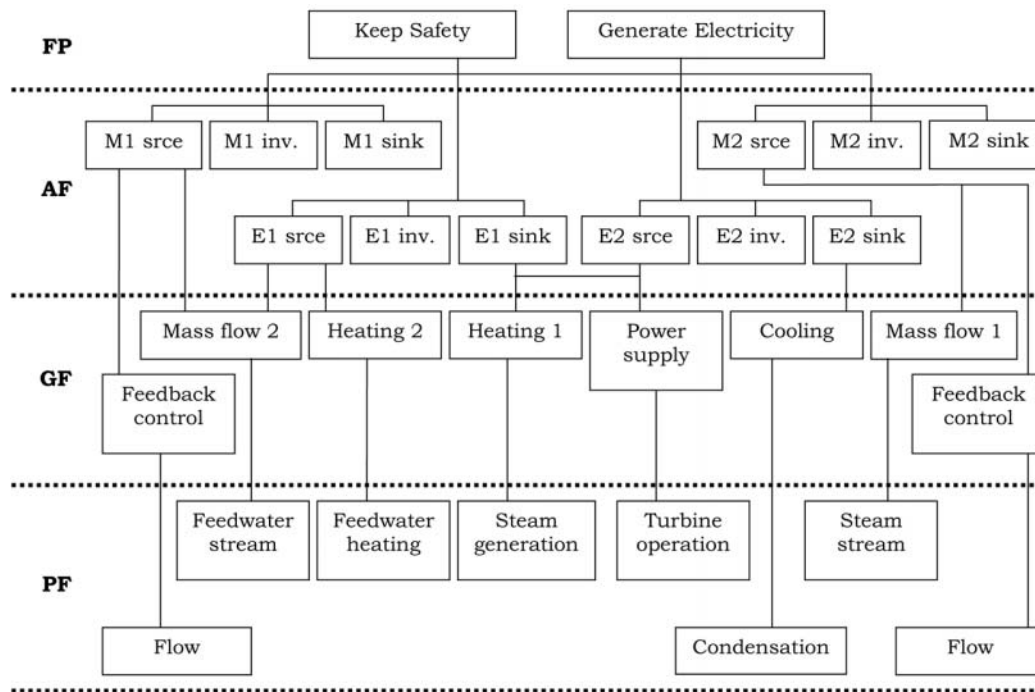 Keep Safety
Generate Electricity
FP
M1 srce
M1 inv.
M1 sink
M2 srce
M2 inv.
M2 sink
AF
E1 srce
E1 inv.
E1 sink
E2 srce
E2 inv.
E2 sink
Mass flow 2
Heating 2
Heating 1
Power
supply
Cooling
Mass flow 1
GF
Feedback
control
Feedback
control
Feedwater
stream
Feedwater
heating
Steam
generation
Turbine
operation
Steam
stream
PF
Flow
Condensation
Flow